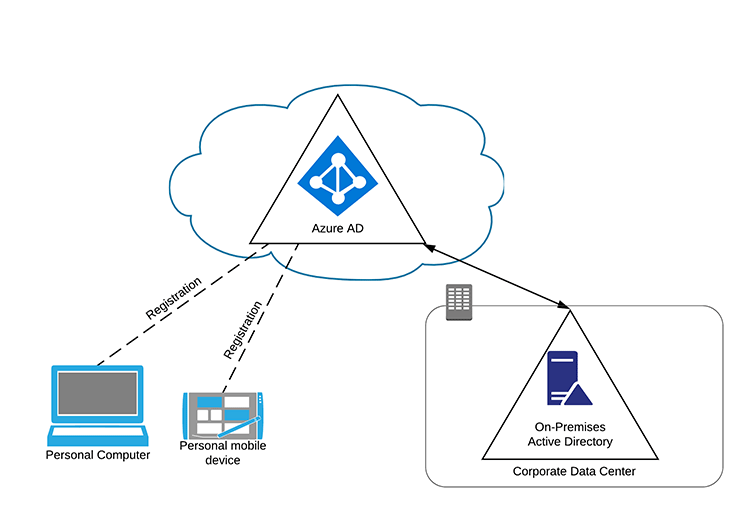 Azure AD
Registration
Registration
Personal Computer
Personal mobile
device
On-Premises
Active Directory
Corporate Data Center